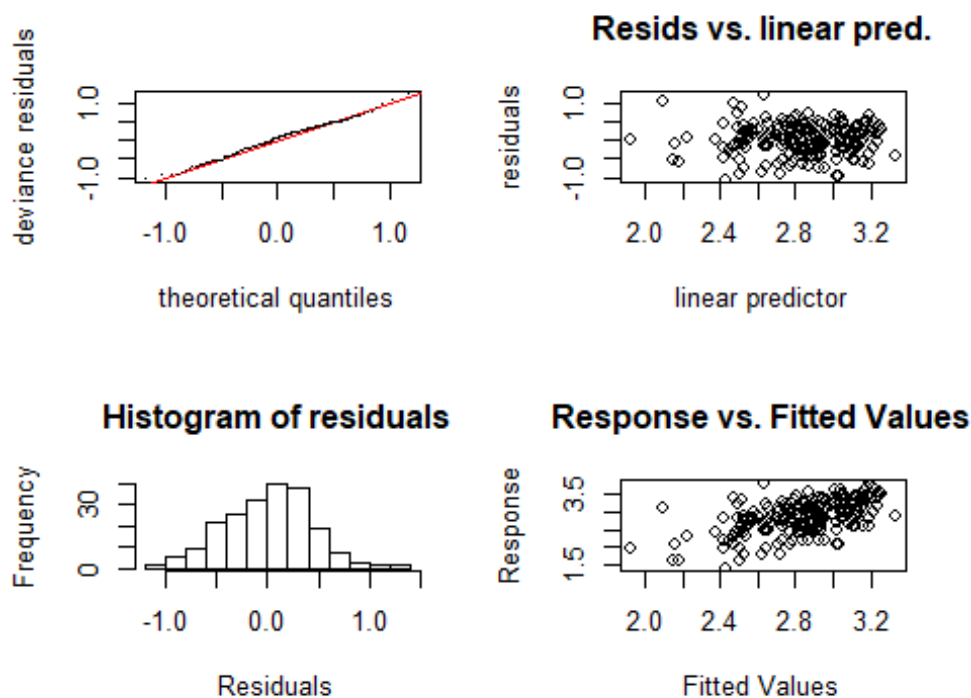 deviance residuals
-1.0
1.0
-1.0
0.0
1.0
theoretical quantiles
Resids vs. linear pred.
residuals
-1.0
1.0
2.0
2.4
2.8
3.2
linear predictor
Histogram of residuals
Frequency
0
30
-1.0
0.0
1.0
Residuals
Response vs. Fitted Values
Response
1.5
3.5
2.0
2.4
2.8
3.2
Fitted Values